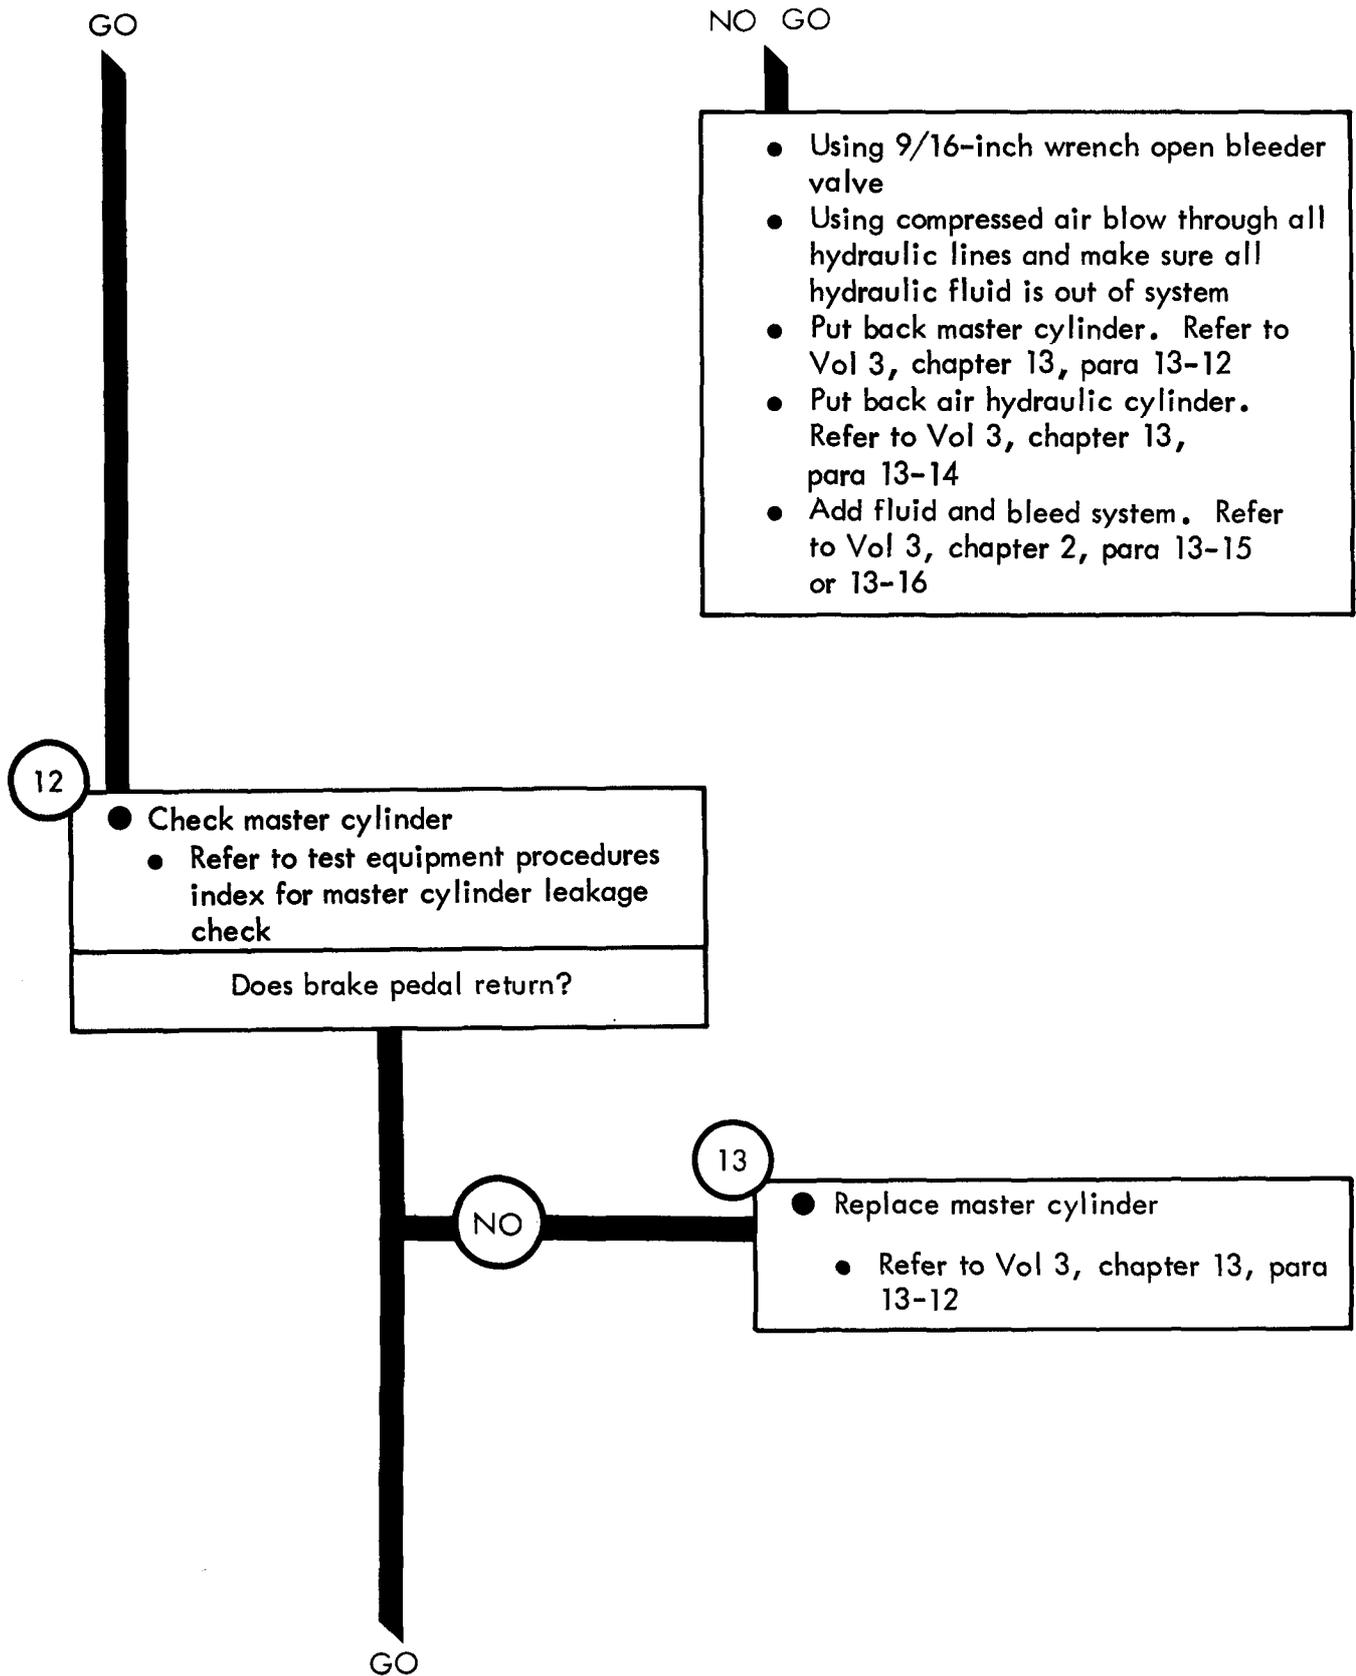 GO
NO GO
● Using 9/16-inch wrench open bleeder
valve
● Using compressed air blow through all
hydraulic lines and make sure all
hydraulic fluid is out of system
● Put back master cylinder. Refer to
Vol 3, chapter 13, para 13-12
● Put back air hydraulic cylinder.
Refer to Vol 3, chapter 13,
para 13-14
● Add fluid and bleed system. Refer
to Vol 3, chapter 2, para 13-15
or 13-16
12
● Check master cylinder
● Refer to test equipment procedures
index for master cylinder leakage
check
Does brake pedal return?
NO
13
● Replace master cylinder
● Refer to Vol 3, chapter 13, para
13-12
GO